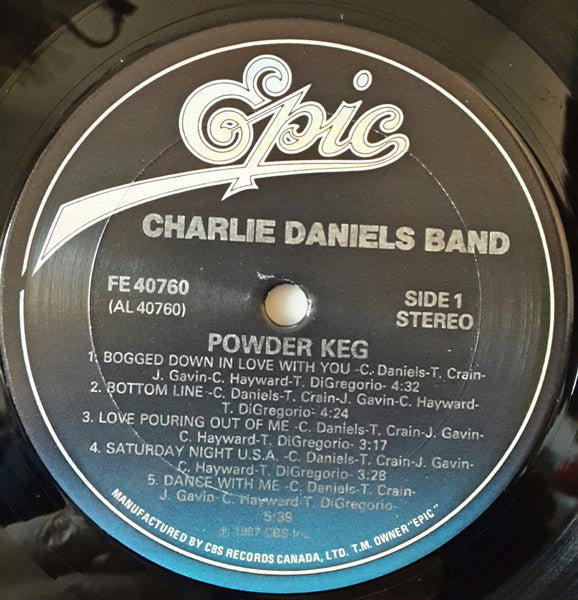 Epic
CHARLIE DANIELS BAND
FE 40760
(AL 40760)
SIDE 1
STEREO
POWDER KEG
1. BOGGED DOWN IN LOVE WITH YOU -C. Daniels-T. Crain-
J. Gavin-C. Hayward-T. DiGregorio- 4:32
2. BOTTOM LINE -C. Daniels-T. Crain-J. Gavin-C. Hayward-
T. DiGregorio- 4:24
3. LOVE POURING OUT OF ME -C. Daniels-T. Crain-J. Gavin-
C. Hayward-T. DiGregorio- 3:17
4. SATURDAY NIGHT U.S.A. -C. Daniels-T. Crain-J. Gavin-
C. Hayward-T. DiGregorio- 3:28
5. DANCE WITH ME -C. Daniels-T. Crain-
J. Gavin-C. Hayward-T. DiGregorio-
5:39
℗ 1987 CBS Inc.
MANUFACTURED BY CBS RECORDS CANADA, LTD. T.M. OWNER "EPIC"